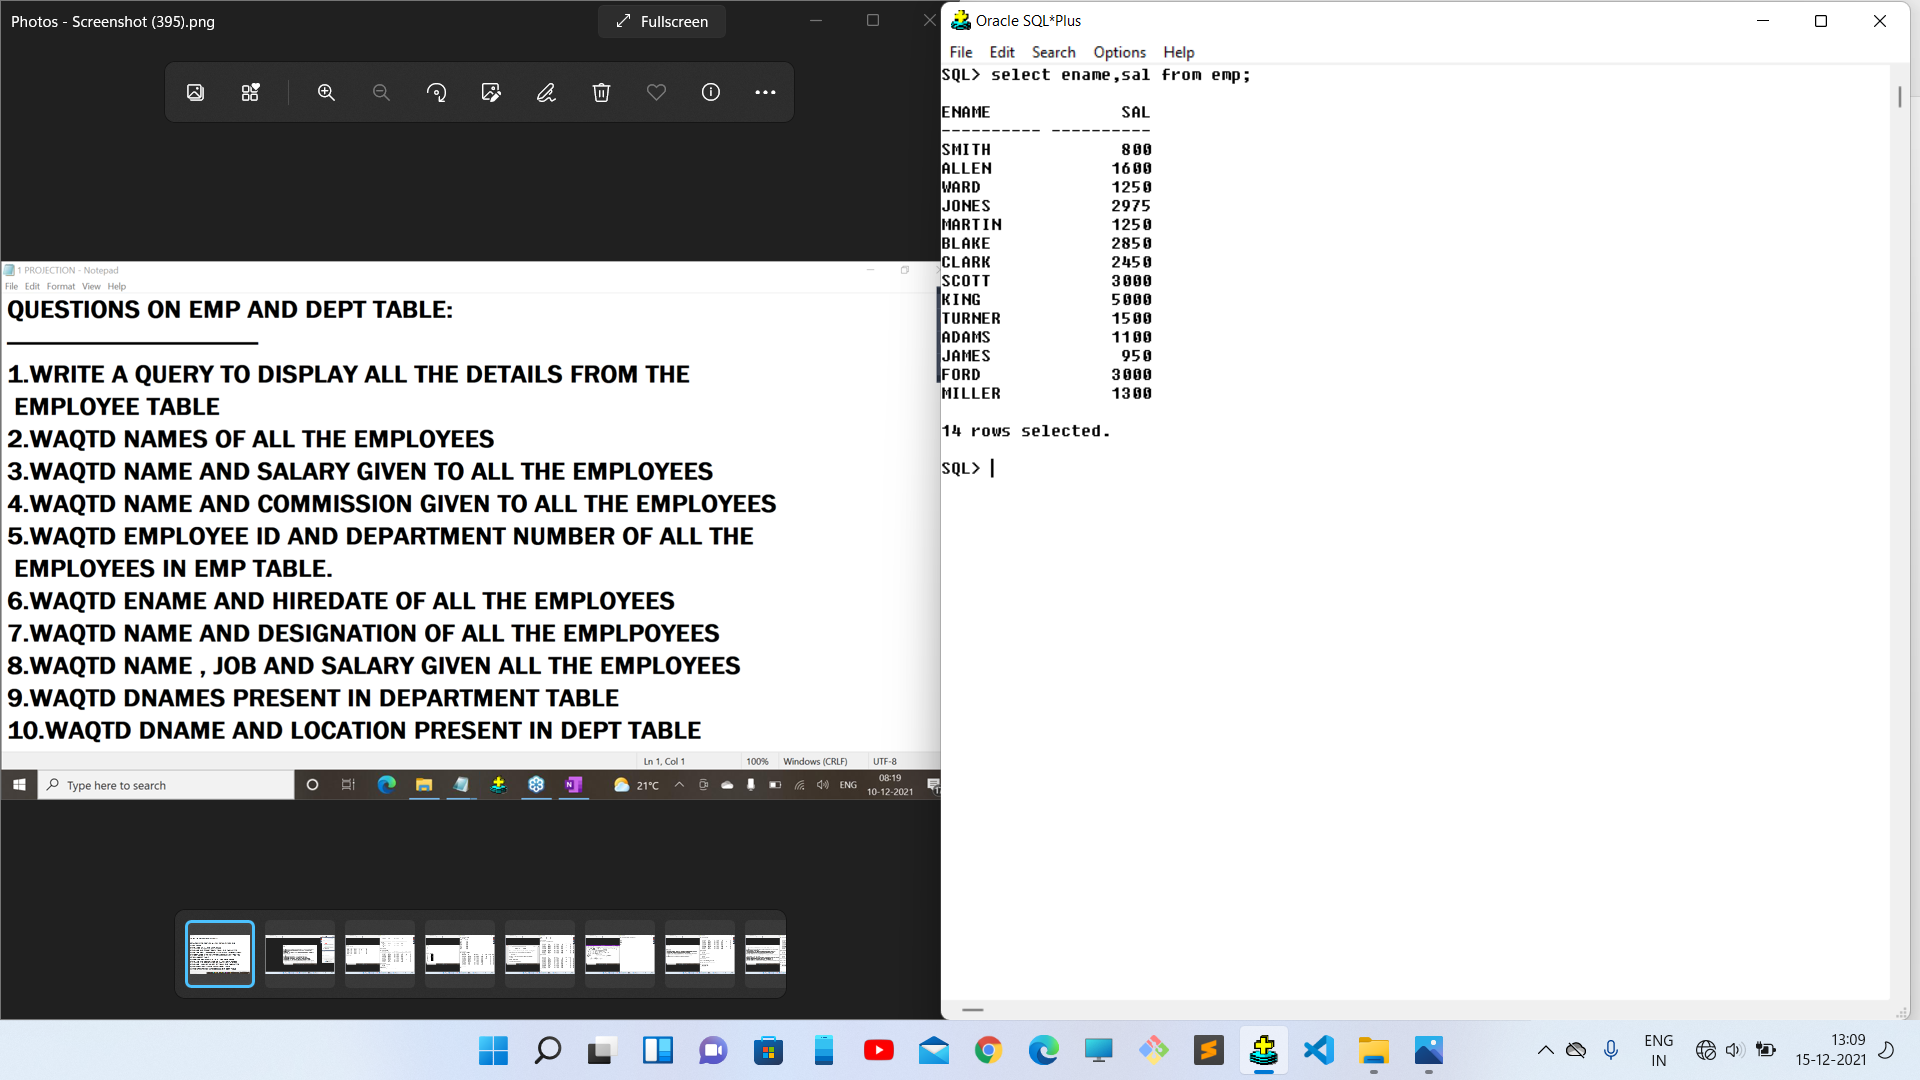 Photos - Screenshot (395).png
Fullscreen
1 PROJECTION - Notepad
File Edit Format View Help
QUESTIONS ON EMP AND DEPT TABLE:
1.WRITE A QUERY TO DISPLAY ALL THE DETAILS FROM THE
EMPLOYEE TABLE
2.WAQTD NAMES OF ALL THE EMPLOYEES
3.WAQTD NAME AND SALARY GIVEN TO ALL THE EMPLOYEES
4.WAQTD NAME AND COMMISSION GIVEN TO ALL THE EMPLOYEES
5.WAQTD EMPLOYEE ID AND DEPARTMENT NUMBER OF ALL THE
EMPLOYEES IN EMP TABLE.
6.WAQTD ENAME AND HIREDATE OF ALL THE EMPLOYEES
7.WAQTD NAME AND DESIGNATION OF ALL THE EMPLPOYEES
8.WAQTD NAME , JOB AND SALARY GIVEN ALL THE EMPLOYEES
9.WAQTD DNAMES PRESENT IN DEPARTMENT TABLE
10.WAQTD DNAME AND LOCATION PRESENT IN DEPT TABLE
Ln 1, Col 1 100% Windows (CRLF) UTF-8
Type here to search
21°C
ENG
08:19
10-12-2021
Oracle SQL*Plus
File Edit Search Options Help
SQL> select ename,sal from emp;
ENAME SAL
---------- ----------
SMITH 800
ALLEN 1600
WARD 1250
JONES 2975
MARTIN 1250
BLAKE 2850
CLARK 2450
SCOTT 3000
KING 5000
TURNER 1500
ADAMS 1100
JAMES 950
FORD 3000
MILLER 1300
14 rows selected.
SQL>
ENG
IN
13:09
15-12-2021